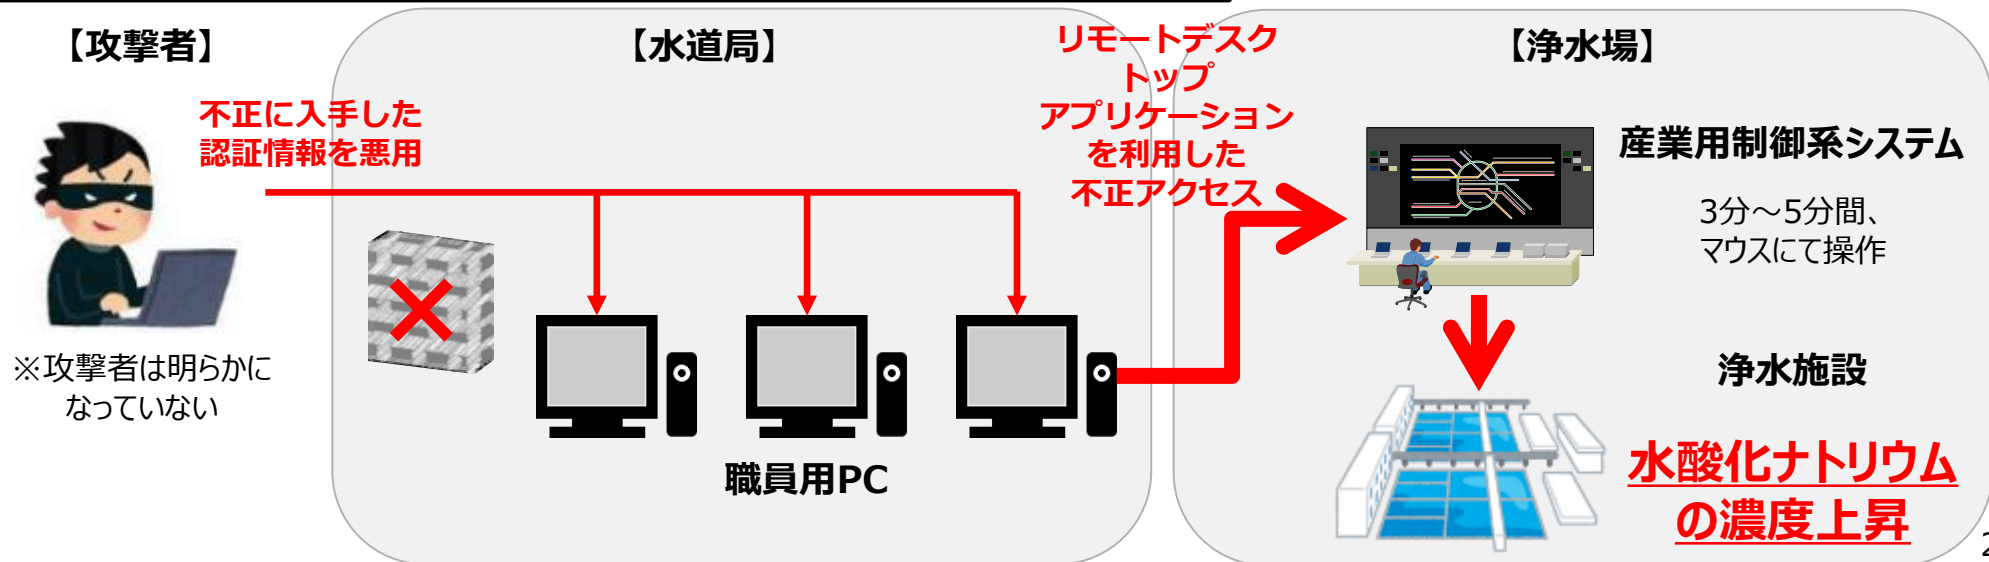 【攻撃者】
不正に入手した
認証情報を悪用
※攻撃者は明らかに
なっていない
【水道局】
職員用PC
リモートデスク
トップ
アプリケーション
を利用した
不正アクセス
【浄水場】
産業用制御系システム
3分～5分間、
マウスにて操作
浄水施設
水酸化ナトリウム
の濃度上昇